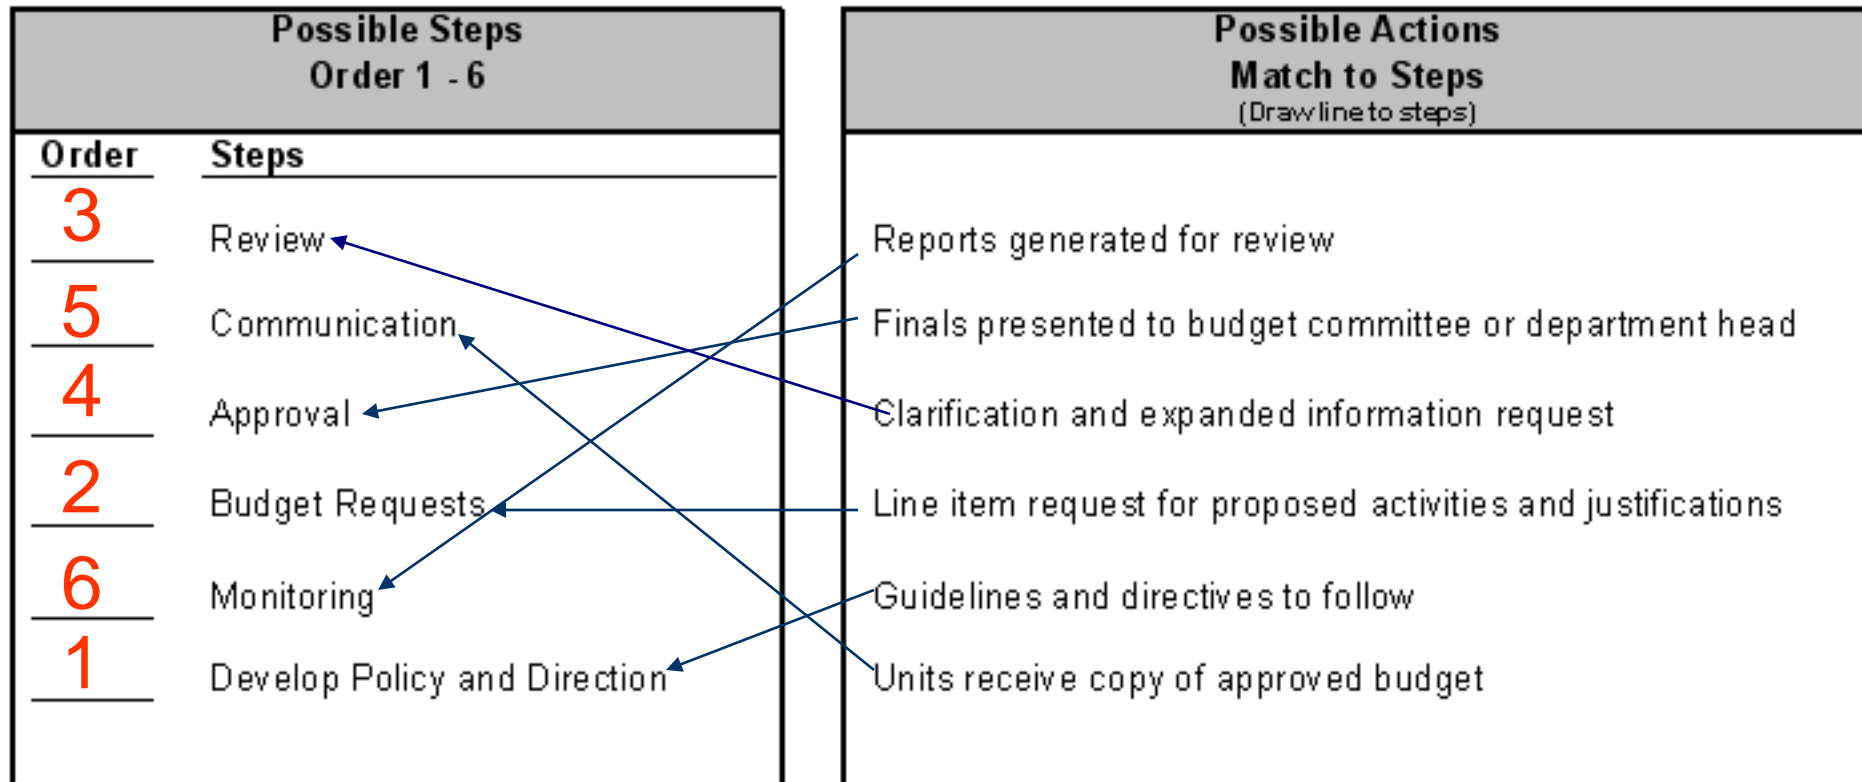 Possible Steps
Order 1 - 6
Possible Actions
Match to Steps
(Draw line to steps)
Order Steps
3 Review Reports generated for review
5 Communication Finals presented to budget committee or department head
4 Approval Clarification and expanded information request
2 Budget Requests Line item request for proposed activities and justifications
6 Monitoring Guidelines and directives to follow
1 Develop Policy and Direction Units receive copy of approved budget